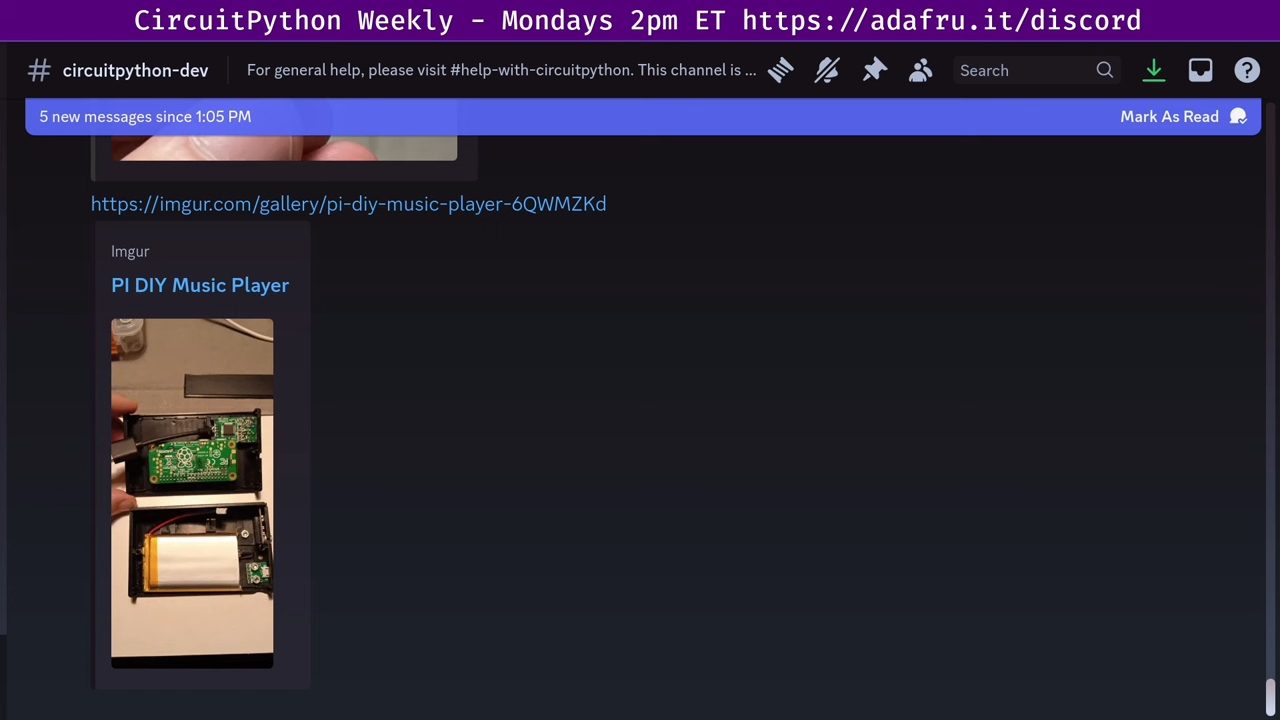 CircuitPython Weekly - Mondays 2pm ET https://adafru.it/discord
# circuitpython-dev
For general help, please visit #help-with-circuitpython. This channel is ...
Search
5 new messages since 1:05 PM
Mark As Read
https://imgur.com/gallery/pi-diy-music-player-6QWMZKd
Imgur
PI DIY Music Player